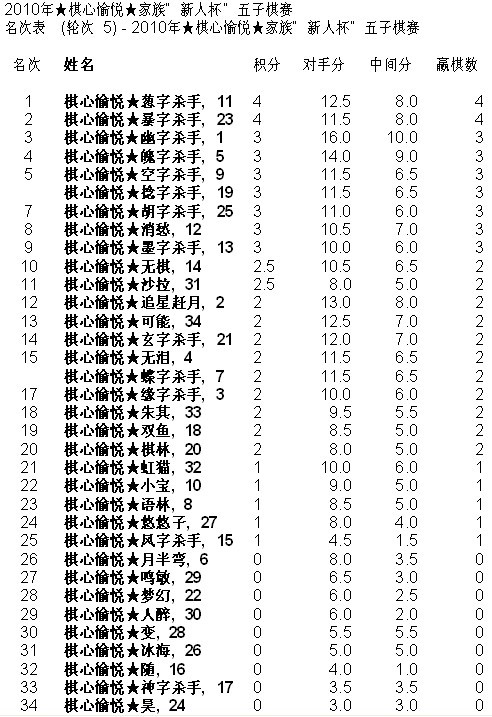 2010年★棋心愉悦★家族”新人杯”五子棋赛
名次表 (轮次 5) - 2010年★棋心愉悦★家族”新人杯”五子棋赛
名次 姓名 积分 对手分 中间分 赢棋数
1 棋心愉悦★葱字杀手, 11 4 12.5 8.0 4
2 棋心愉悦★暴字杀手, 23 4 11.5 8.0 4
3 棋心愉悦★幽字杀手, 1 3 16.0 10.0 3
4 棋心愉悦★魄字杀手, 5 3 14.0 9.0 3
5 棋心愉悦★空字杀手, 9 3 11.5 6.5 3
棋心愉悦★捻字杀手, 19 3 11.5 6.5 3
7 棋心愉悦★胡字杀手, 25 3 11.0 6.0 3
8 棋心愉悦★消愁, 12 3 10.5 7.0 3
9 棋心愉悦★墨字杀手, 13 3 10.0 6.0 3
10 棋心愉悦★无棋, 14 2.5 10.5 6.5 2
11 棋心愉悦★沙拉, 31 2.5 8.0 5.0 2
12 棋心愉悦★追星赶月, 2 2 13.0 8.0 2
13 棋心愉悦★可能, 34 2 12.5 7.0 2
14 棋心愉悦★玄字杀手, 21 2 12.0 7.0 2
15 棋心愉悦★无泪, 4 2 11.5 6.5 2
棋心愉悦★蝶字杀手, 7 2 11.5 6.5 2
17 棋心愉悦★缘字杀手, 3 2 10.0 6.0 2
18 棋心愉悦★朱其, 33 2 9.5 5.5 2
19 棋心愉悦★双鱼, 18 2 8.5 5.0 2
20 棋心愉悦★棋林, 20 2 8.0 5.0 2
21 棋心愉悦★虹猫, 32 1 10.0 6.0 1
22 棋心愉悦★小宝, 10 1 9.0 5.0 1
23 棋心愉悦★语林, 8 1 8.5 5.0 1
24 棋心愉悦★悠悠子, 27 1 8.0 4.0 1
25 棋心愉悦★风字杀手, 15 1 4.5 1.5 1
26 棋心愉悦★月半弯, 6 0 8.0 3.5 0
27 棋心愉悦★鸣敏, 29 0 6.5 3.0 0
28 棋心愉悦★梦幻, 22 0 6.0 2.5 0
29 棋心愉悦★人醉, 30 0 6.0 2.0 0
30 棋心愉悦★变, 28 0 5.5 5.5 0
31 棋心愉悦★冰海, 26 0 5.0 5.0 0
32 棋心愉悦★随, 16 0 4.0 1.0 0
33 棋心愉悦★神字杀手, 17 0 3.5 3.5 0
34 棋心愉悦★昊, 24 0 3.0 3.0 0